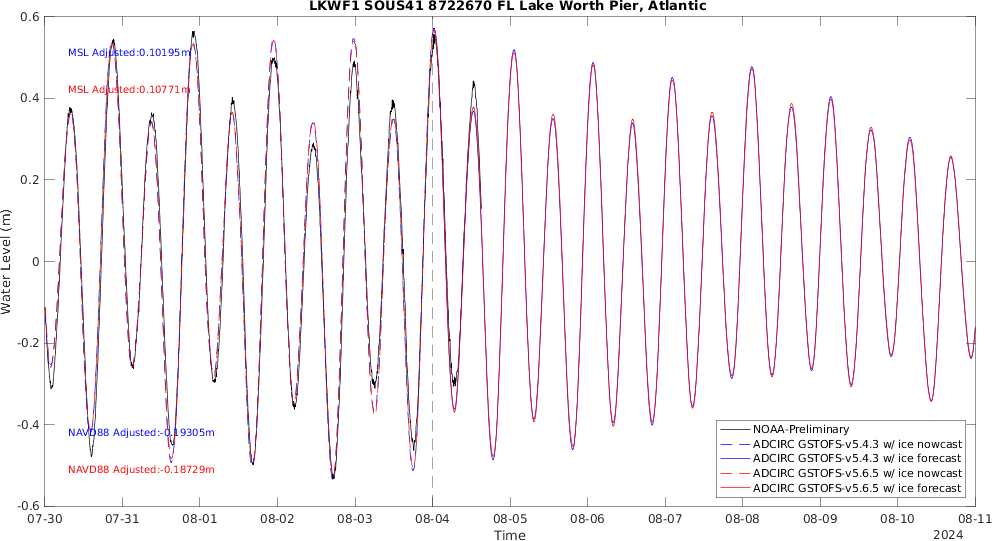 LKWF1 SOUS41 8722670 FL Lake Worth Pier, Atlantic
Water Level (m)
0.6
0.4
0.2
0
-0.2
-0.4
-0.6
MSL Adjusted:0.10195m
MSL Adjusted:0.10771m
NAVD88 Adjusted:-0.19305m
NAVD88 Adjusted:-0.18729m
NOAA-Preliminary
ADCIRC GSTOFS-v5.4.3 w/ ice nowcast
ADCIRC GSTOFS-v5.4.3 w/ ice forecast
ADCIRC GSTOFS-v5.6.5 w/ ice nowcast
ADCIRC GSTOFS-v5.6.5 w/ ice forecast
07-30 07-31 08-01 08-02 08-03 08-04 08-05 08-06 08-07 08-08 08-09 08-10 08-11
Time
2024